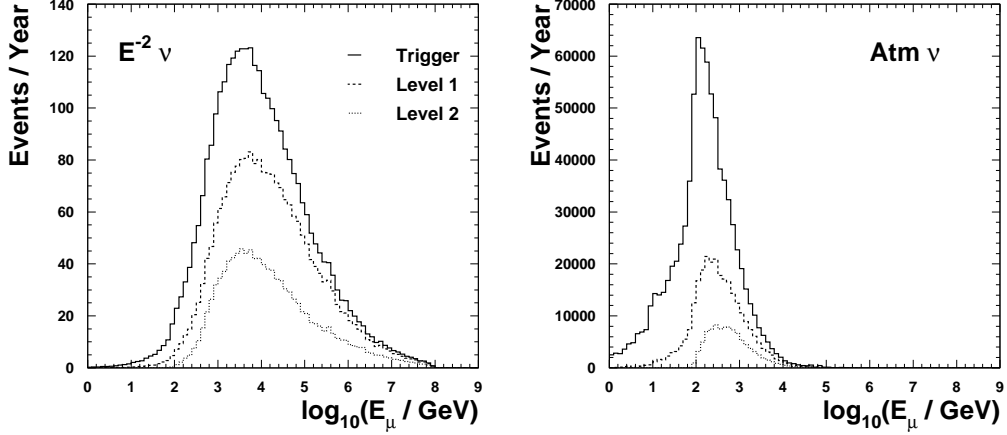 Events / Year
140
120
100
80
60
40
20
0
E⁻² ν
Trigger
Level 1
Level 2
0 1 2 3 4 5 6 7 8 9
log₁₀(E_μ / GeV)
Events / Year
70000
60000
50000
40000
30000
20000
10000
0
Atm ν
0 1 2 3 4 5 6 7 8 9
log₁₀(E_μ / GeV)